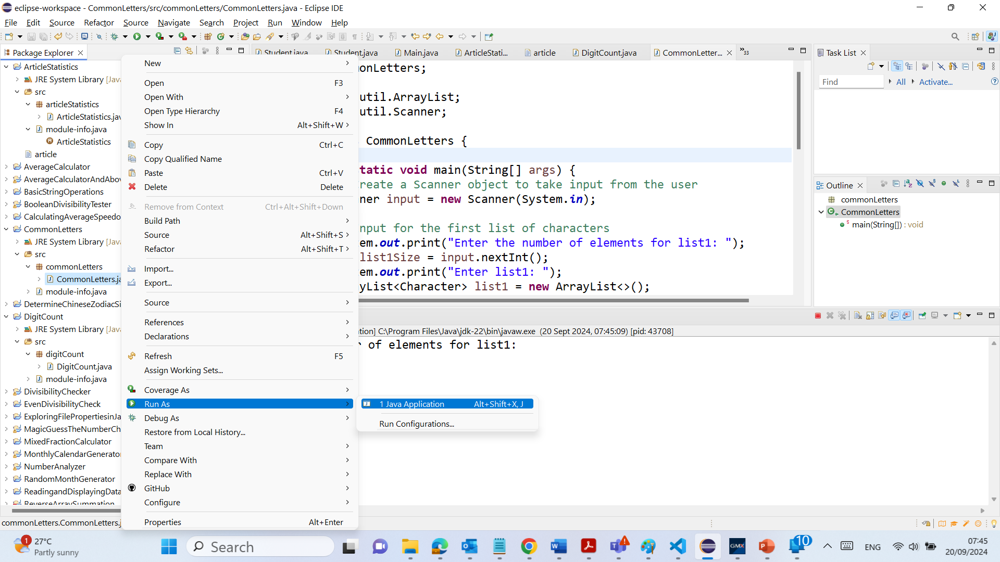 eclipse-workspace - CommonLetters/src/commonLetters/CommonLetters.java - Eclipse IDE
File Edit Source Refactor Source Navigate Search Project Run Window Help
Package Explorer
ArticleStatistics
JRE System Library [Java
src
articleStatistics
ArticleStatistics.jav
module-info.java
ArticleStatistics
article
AverageCalculator
AverageCalculatorAndAbov
BasicStringOperations
BooleanDivisibilityTester
CalculatingAverageSpeedo
CommonLetters
JRE System Library [Java
src
commonLetters
CommonLetters.ja
module-info.java
DetermineChineseZodiacSi
DigitCount
JRE System Library [Java
src
digitCount
DigitCount.java
module-info.java
DivisibilityChecker
EvenDivisibilityCheck
ExploringFilePropertiesinJa
MagicGuessTheNumberCh
MixedFractionCalculator
MonthlyCalendarGenerato
NumberAnalyzer
RandomMonthGenerator
ReadingandDisplayingData
ReverseArraySummation
commonLetters.CommonLetters.j
New
Open F3
Open With
Open Type Hierarchy F4
Show In Alt+Shift+W
Copy Ctrl+C
Copy Qualified Name
Paste Ctrl+V
Delete Delete
Remove from Context Ctrl+Alt+Shift+Down
Build Path
Source Alt+Shift+S
Refactor Alt+Shift+T
Import...
Export...
Source
References
Declarations
Refresh F5
Assign Working Sets...
Coverage As
Run As
Debug As
Restore from Local History...
Team
Compare With
Replace With
GitHub
Configure
Properties Alt+Enter
1 Java Application Alt+Shift+X, J
Run Configurations...
Student.java Student.java Main.java ArticleStati... article DigitCount.java CommonLetter... »33
onLetters;
util.ArrayList;
util.Scanner;
CommonLetters {
tatic void main(String[] args) {
reate a Scanner object to take input from the user
ner input = new Scanner(System.in);
nput for the first list of characters
em.out.print("Enter the number of elements for list1: ");
list1Size = input.nextInt();
em.out.print("Enter list1: ");
yList<Character> list1 = new ArrayList<>();
tion] C:\Program Files\Java\jdk-22\bin\javaw.exe (20 Sept 2024, 07:45:09) [pid: 43708]
r of elements for list1:
Task List
Find All Activate...
Outline
commonLetters
CommonLetters
main(String[]) : void
1 27°C
Partly sunny
Search
GMX
10
ENG
07:45
20/09/2024